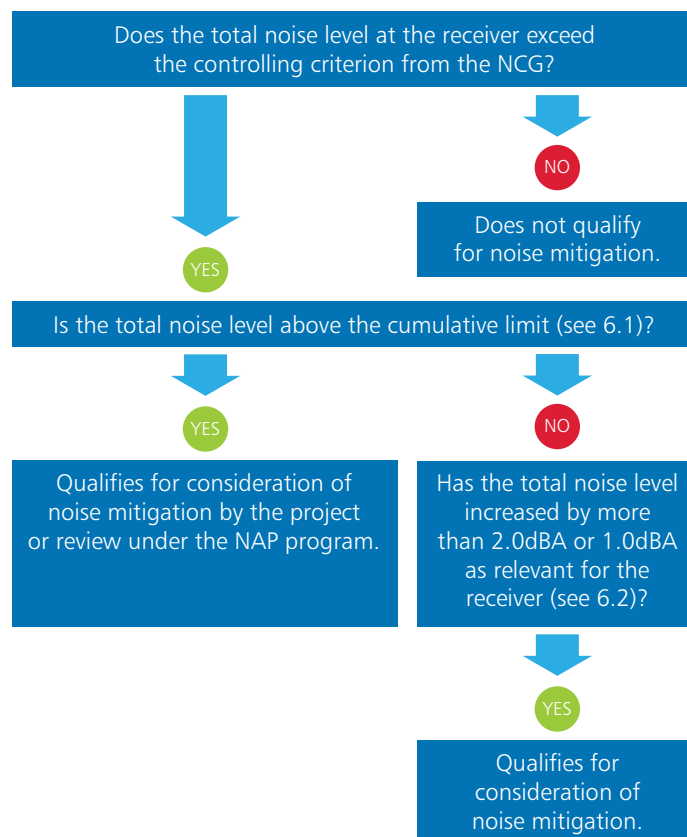 Does the total noise level at the receiver exceed
the controlling criterion from the NCG?
NO
Does not qualify
for noise mitigation.
YES
Is the total noise level above the cumulative limit (see 6.1)?
YES
NO
Qualifies for consideration of
noise mitigation by the project
or review under the NAP program.
Has the total noise level
increased by more
than 2.0dBA or 1.0dBA
as relevant for the
receiver (see 6.2)?
YES
Qualifies for
consideration of
noise mitigation.